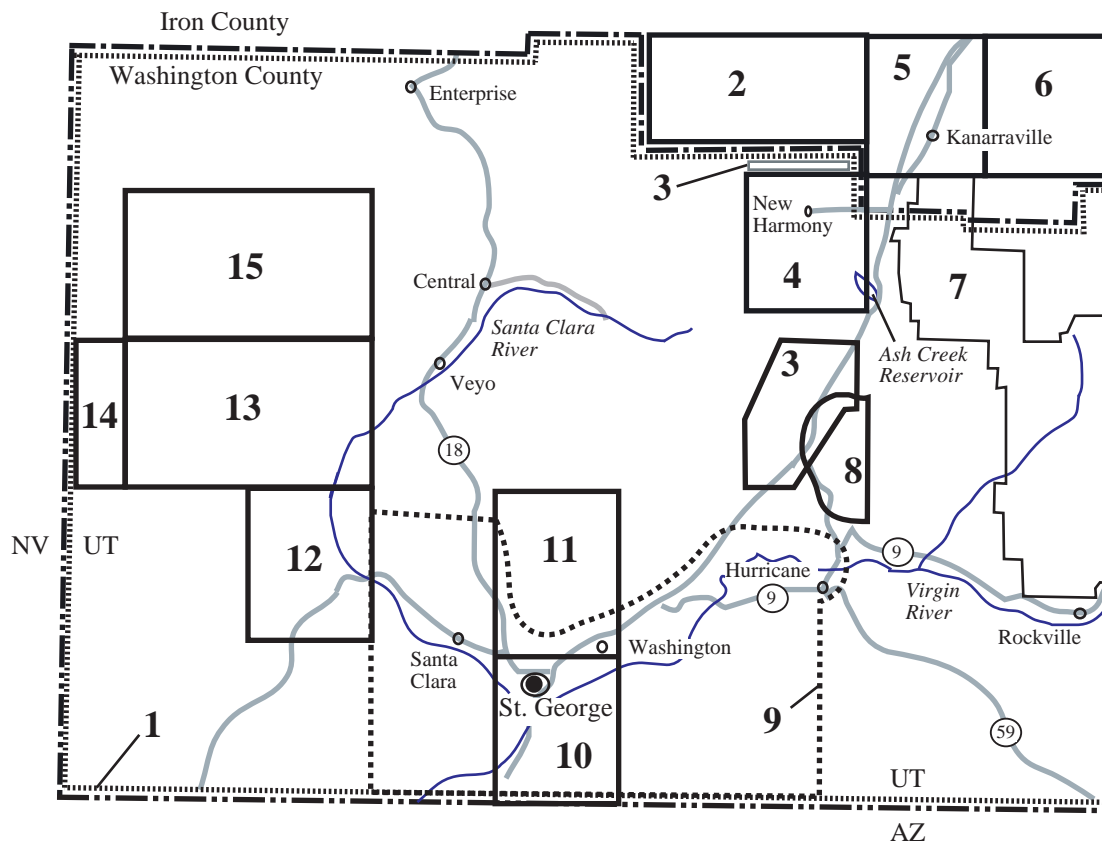 Iron County
Washington County
Enterprise
2
5
6
Kanarraville
3
New
Harmony
4
7
15
Central
Santa Clara
River
Ash Creek
Reservoir
Veyo
3
14
13
18
8
NV
UT
12
11
9
Hurricane
9
Virgin
River
Rockville
Santa
Clara
Washington
St. George
1
9
10
59
UT
AZ